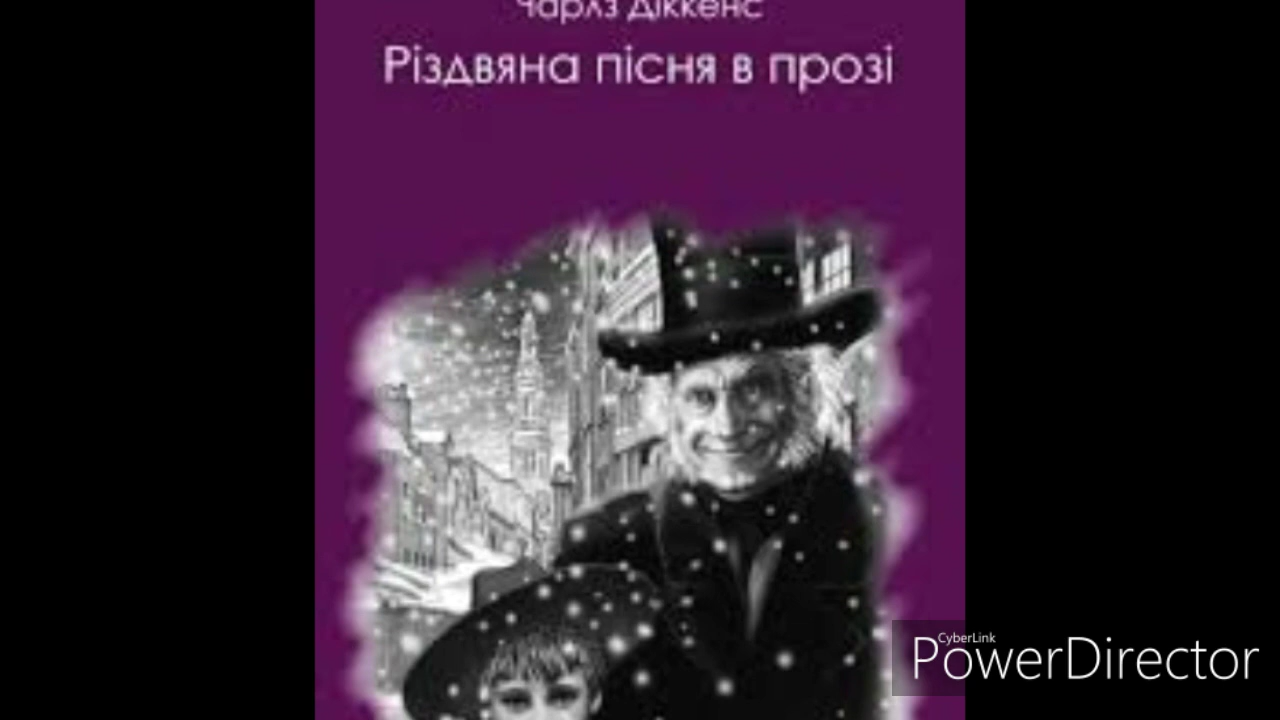 Чарлз Діккенс
Різдвяна пісня в прозі
CyberLink
PowerDirector